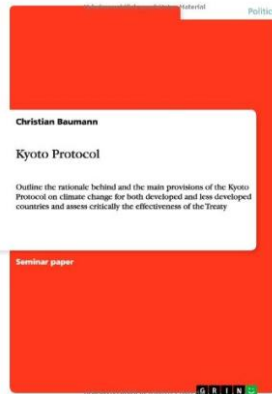 Politic
Christian Baumann
Kyoto Protocol
Outline the rationale behind and the main provisions of the Kyoto
Protocol on climate change for both developed and less developed
countries and assess critically the effectiveness of the Treaty
Seminar paper
G R I N